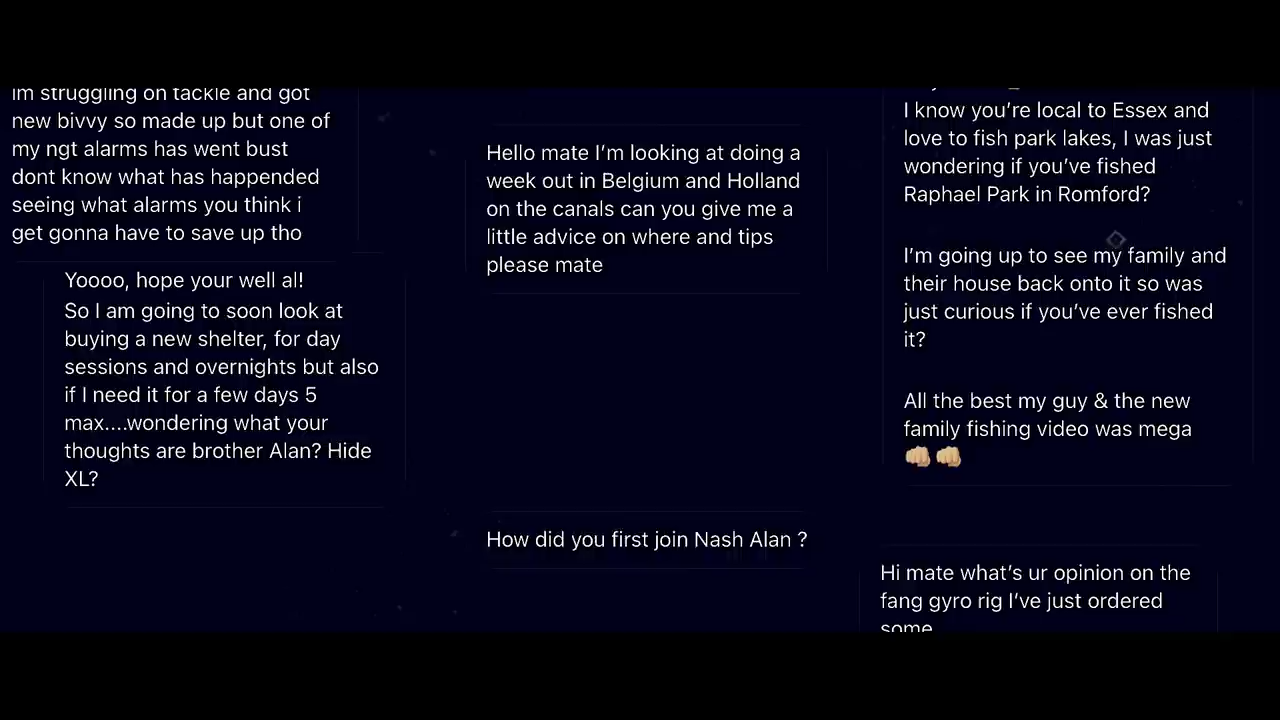 im struggling on tackle and got
new bivvy so made up but one of
my ngt alarms has went bust
dont know what has happended
seeing what alarms you think i
get gonna have to save up tho
Yoooo, hope your well al!
So I am going to soon look at
buying a new shelter, for day
sessions and overnights but also
if I need it for a few days 5
max....wondering what your
thoughts are brother Alan? Hide
XL?
Hello mate I’m looking at doing a
week out in Belgium and Holland
on the canals can you give me a
little advice on where and tips
please mate
How did you first join Nash Alan ?
I know you’re local to Essex and
love to fish park lakes, I was just
wondering if you’ve fished
Raphael Park in Romford?
I’m going up to see my family and
their house back onto it so was
just curious if you’ve ever fished
it?
All the best my guy & the new
family fishing video was mega
👊🏼👊🏼
Hi mate what’s ur opinion on the
fang gyro rig I’ve just ordered
some